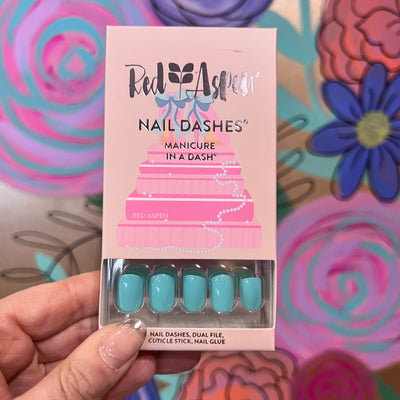 Red Aspen®
NAIL DASHES®
MANICURE
IN A DASH®
RED ASPEN
NAIL DASHES, DUAL FILE,
CUTICLE STICK, NAIL GLUE